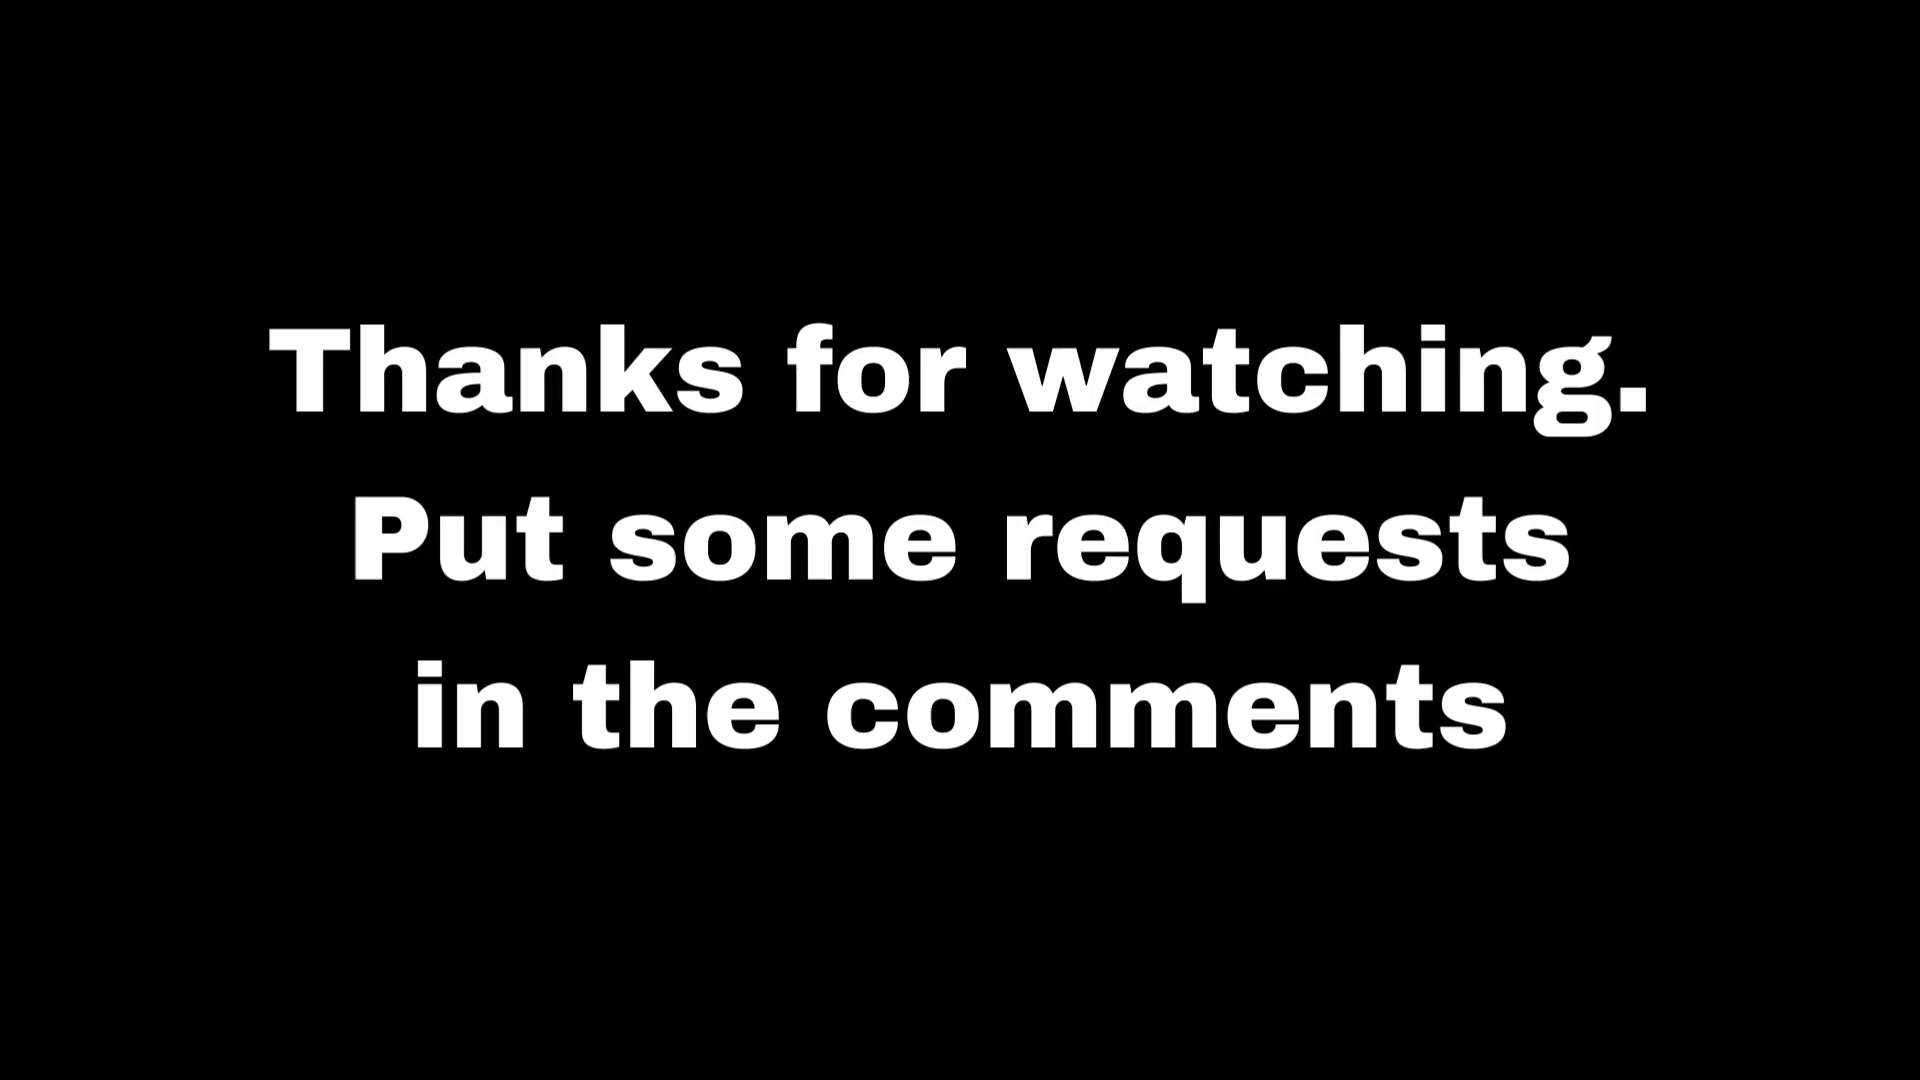 Thanks for watching.
Put some requests
in the comments